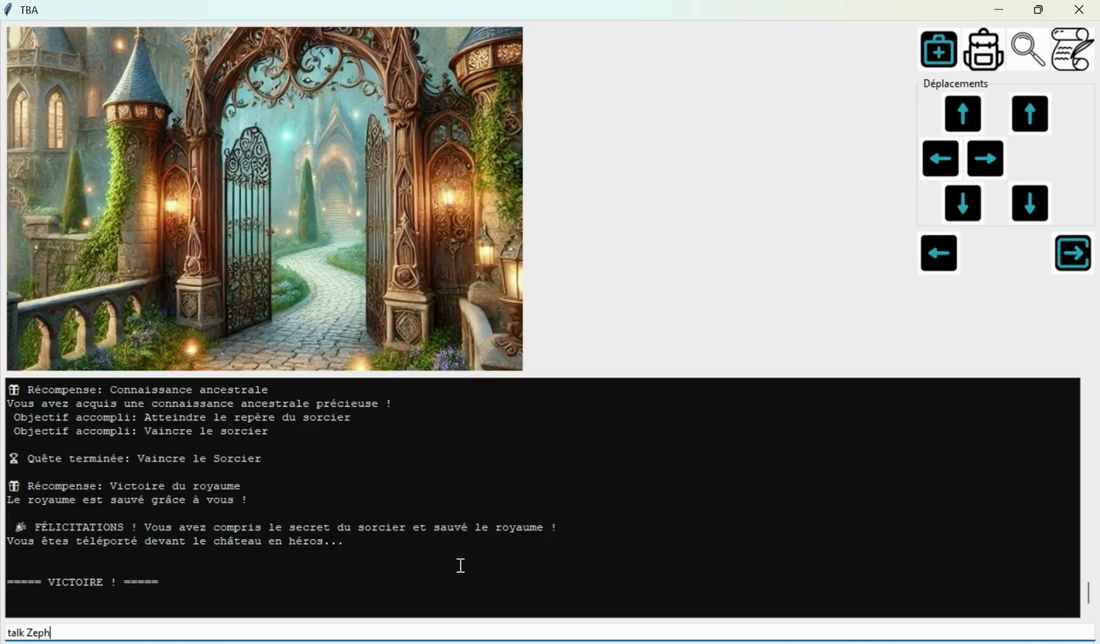 TBA
Déplacements
Récompense: Connaissance ancestrale
Vous avez acquis une connaissance ancestrale précieuse !
Objectif accompli: Atteindre le repère du sorcier
Objectif accompli: Vaincre le sorcier
Quête terminée: Vaincre le Sorcier
Récompense: Victoire du royaume
Le royaume est sauvé grâce à vous !
FÉLICITATIONS ! Vous avez compris le secret du sorcier et sauvé le royaume !
Vous êtes téléporté devant le château en héros...
===== VICTOIRE ! =====
talk Zeph